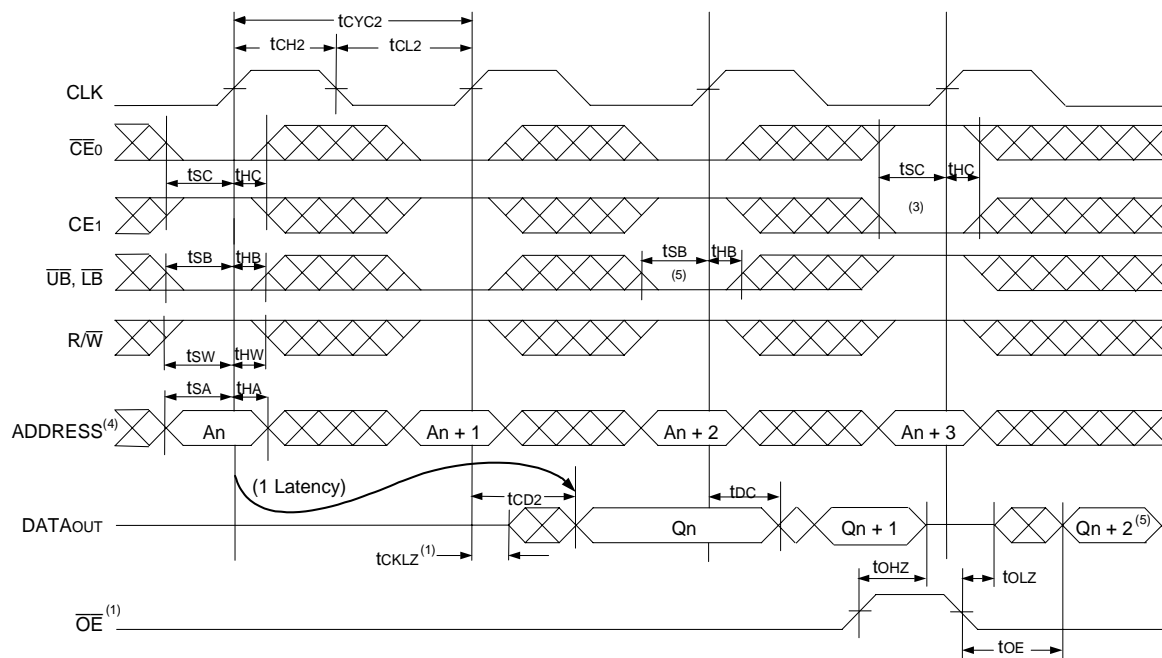 tCYC2
tCH2 tCL2
CLK
CE0
tSC tHC tSC tHC
CE1 (3)
tSB tHB tSB tHB
UB, LB (5)
R/W
tSW tHW
tSA tHA
ADDRESS(4) An An + 1 An + 2 An + 3
(1 Latency) tCD2 tDC
DATAOUT Qn Qn + 1 Qn + 2(5)
tCKLZ(1) tOHZ tOLZ
OE(1)
tOE